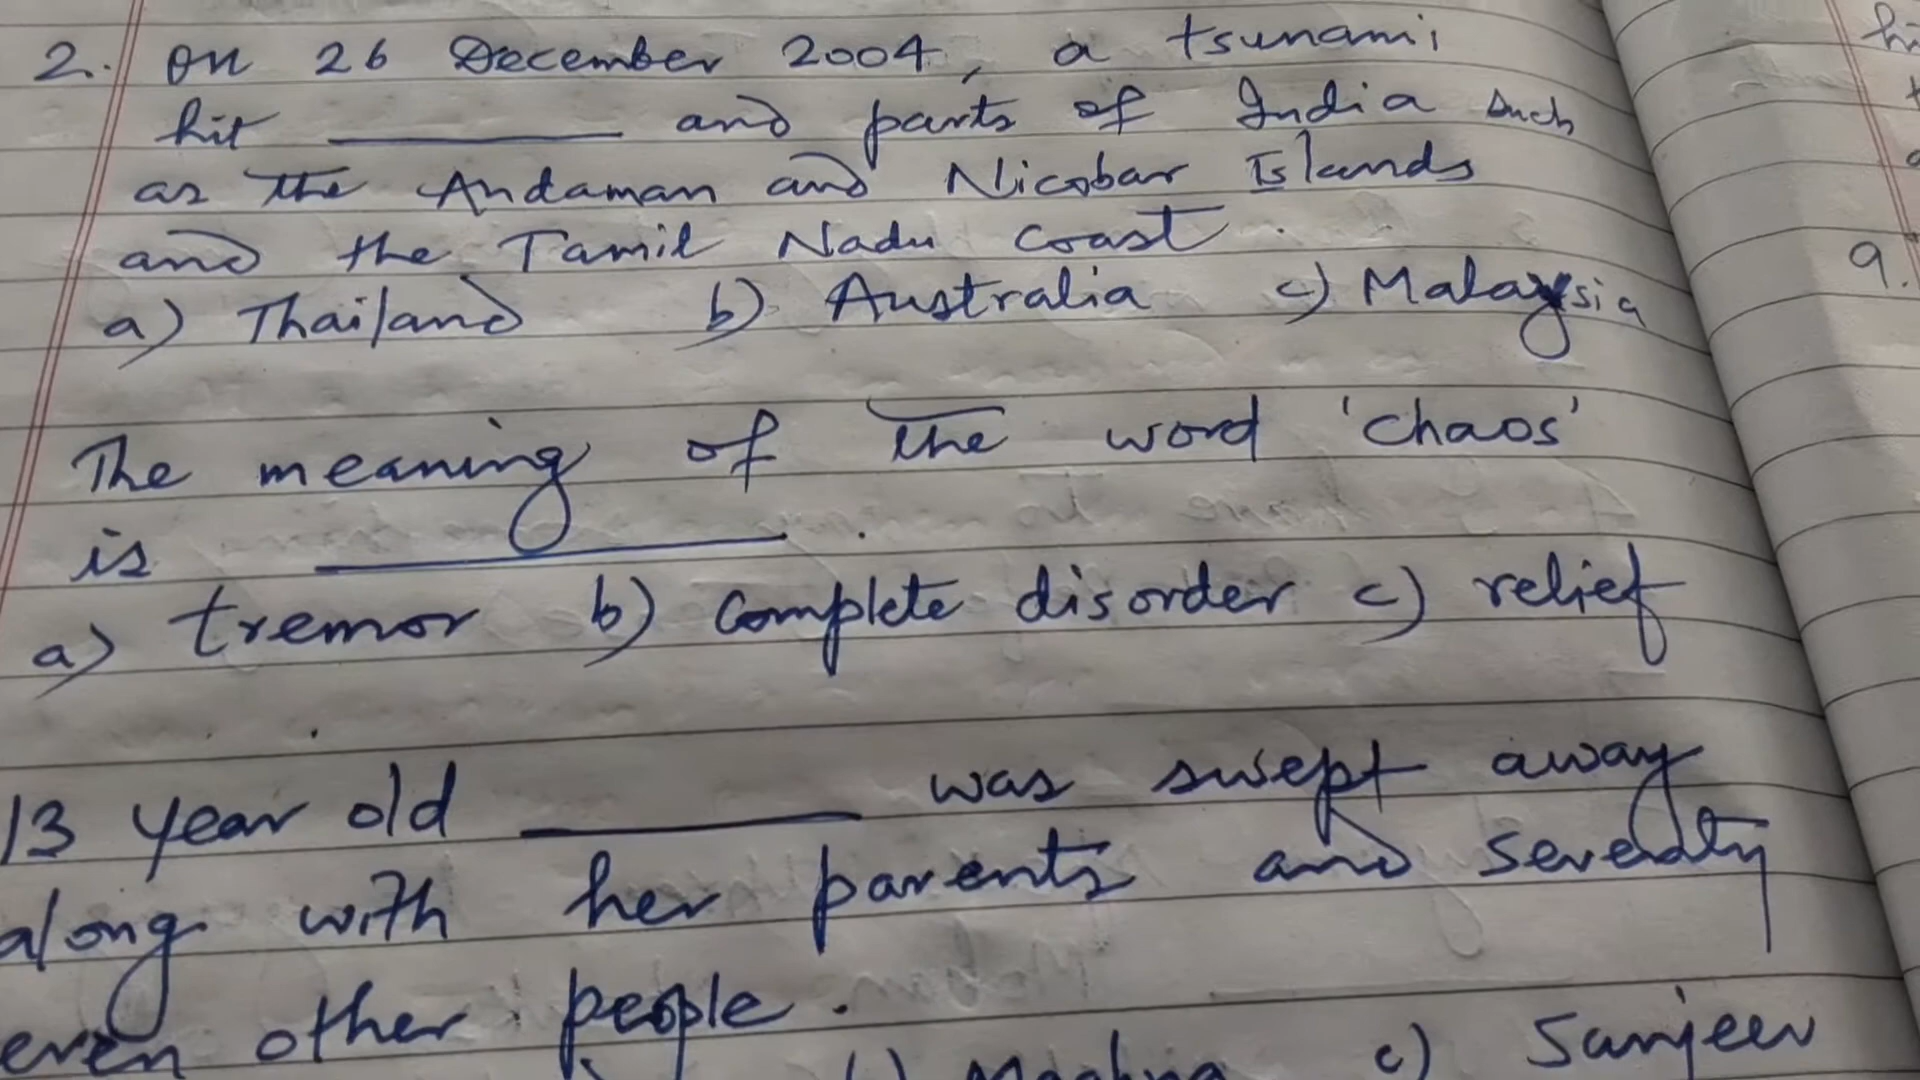 2. On 26 December 2004, a tsunami
hit ________ and parts of India such
as the Andaman and Nicobar Islands
and the Tamil Nadu coast.
a) Thailand b) Australia c) Malaysia
The meaning of the word 'chaos'
is ________.
a) tremor b) complete disorder c) relief
13 year old ________ was swept away
along with her parents and seventy
even other people.
b) Meghna c) Sanjeev
9.